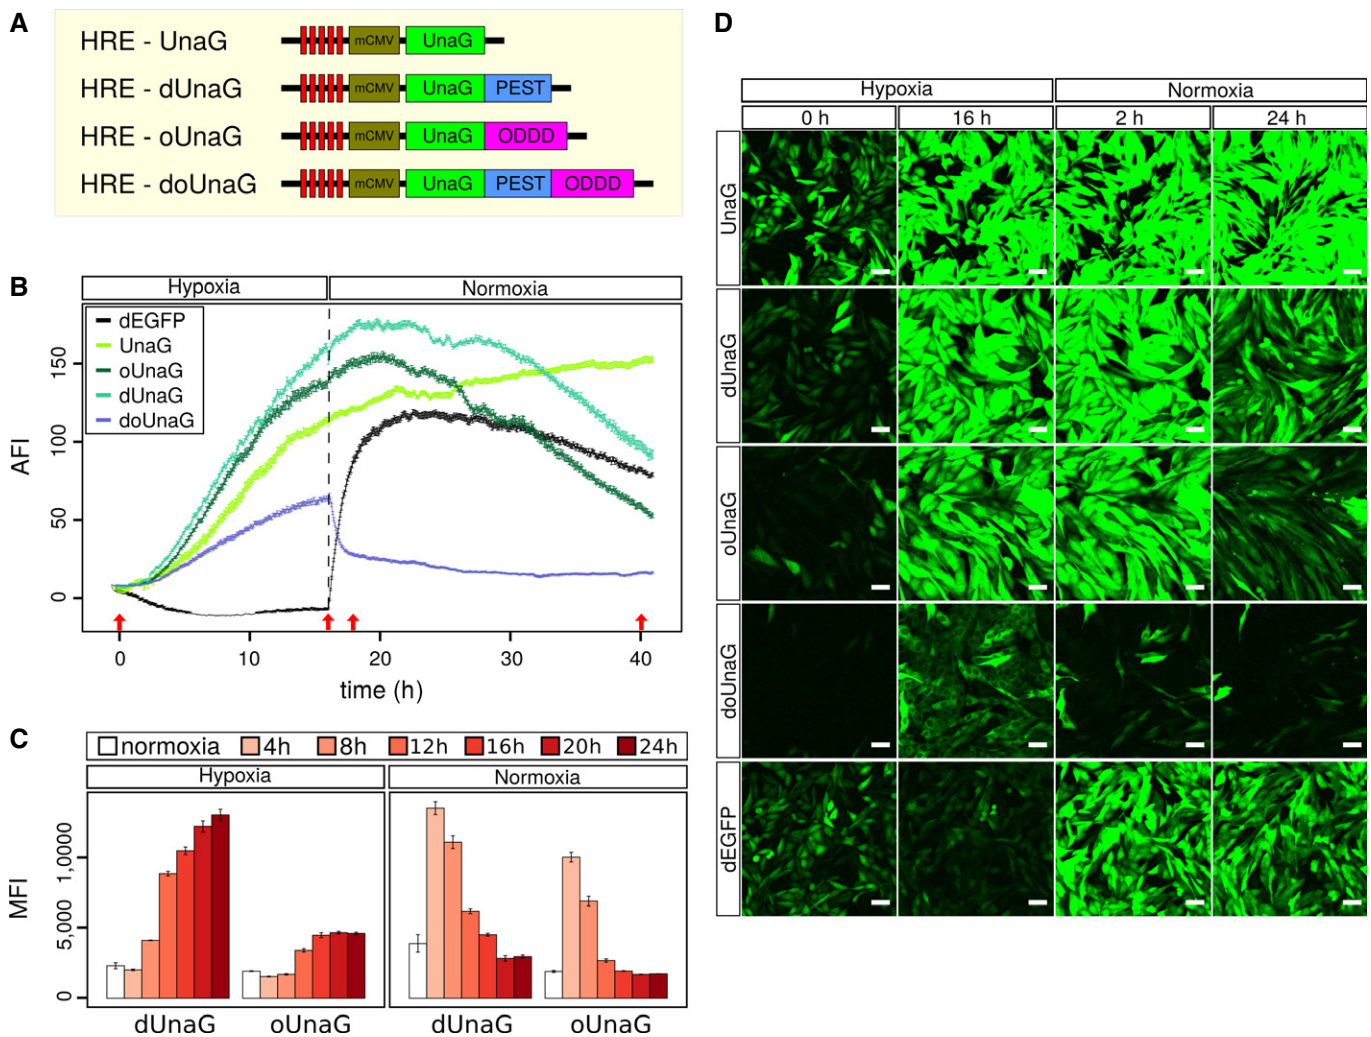 A
HRE - UnaG mCMV UnaG
HRE - dUnaG mCMV UnaG PEST
HRE - oUnaG mCMV UnaG ODDD
HRE - doUnaG mCMV UnaG PEST ODDD
B
Hypoxia Normoxia
dEGFP
UnaG
oUnaG
dUnaG
doUnaG
AFI
150
100
50
0
0 10 20 30 40
time (h)
C
normoxia 4h 8h 12h 16h 20h 24h
Hypoxia Normoxia
MFI
1,0000
5,000
0
dUnaG oUnaG dUnaG oUnaG
D
Hypoxia Normoxia
0 h 16 h 2 h 24 h
UnaG
dUnaG
oUnaG
doUnaG
dEGFP